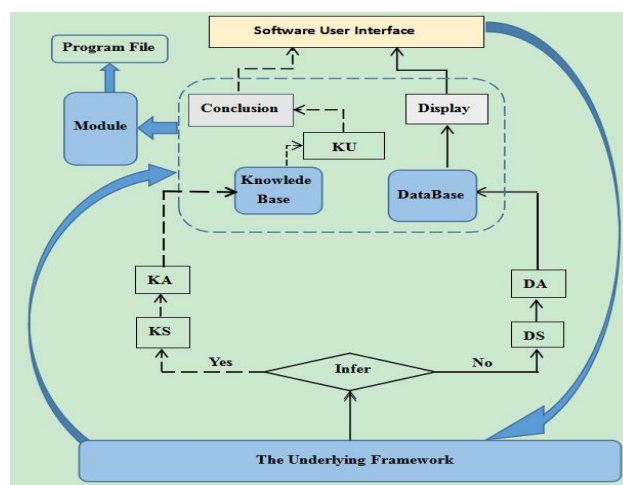 Software User Interface
Program File
Module
Conclusion
Display
KU
Knowlede
Base
DataBase
KA
DA
KS
DS
Yes
Infer
No
The Underlying Framework